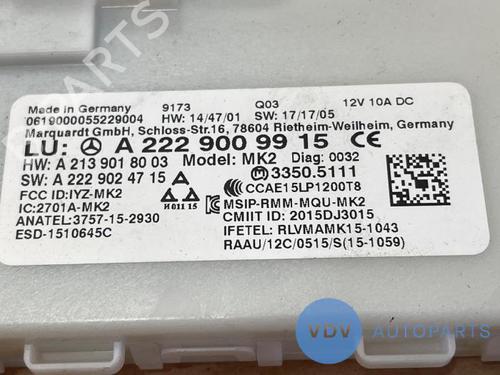 Made in Germany 9173 Q03 12V 10A DC
0619000055229004 HW: 14/47/01 SW: 17/17/05
Marquardt GmbH, Schloss-Str.16, 78604 Rietheim-Weilheim, Germany
LU: A 222 900 99 15 CE
HW: A 213 901 80 03 Model: MK2 Diag: 0032
SW: A 222 902 47 15 3350.5111
FCC ID:IYZ-MK2 CCAE15LP1200T8
IC:2701A-MK2 MSIP-RMM-MQU-MK2
ANATEL:3757-15-2930 И011 15 CMIIT ID: 2015DJ3015
ESD-1510645C IFETEL: RLVMAMK15-1043
RAAU/12C/0515/S(15-1059)
VDV AUTOPARTS